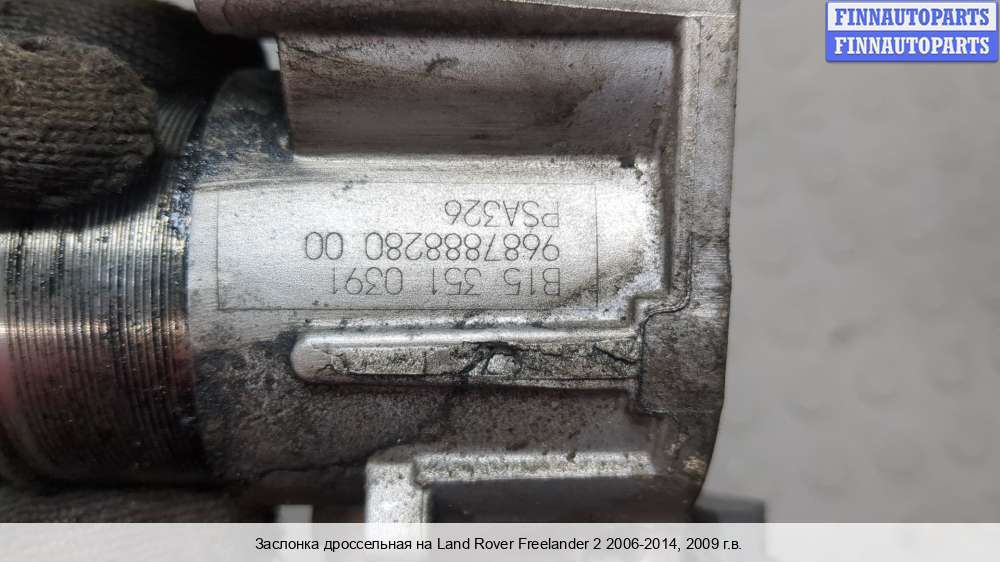 FINNAUTOPARTS
FINNAUTOPARTS
B15 351 0391
9687888280 00
PSA326
Заслонка дроссельная на Land Rover Freelander 2 2006-2014, 2009 г.в.